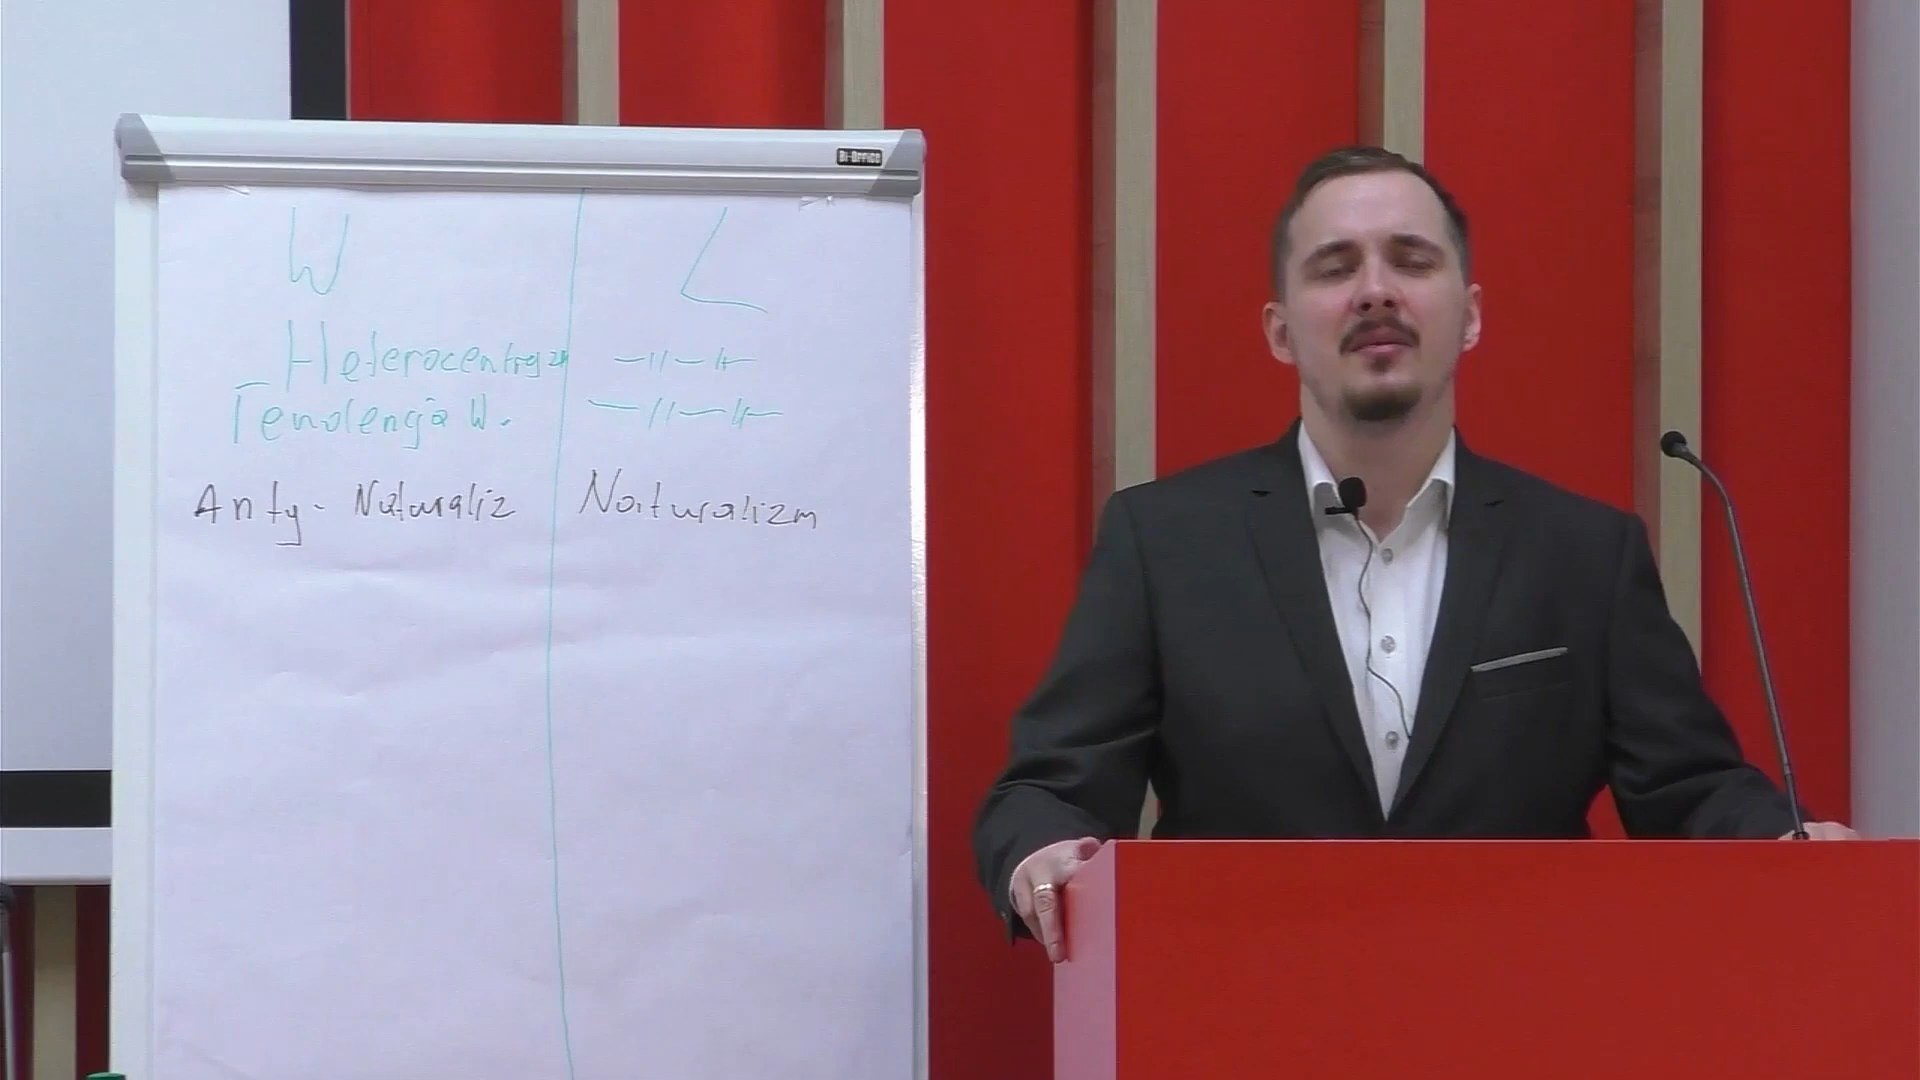 Bi-Office
W L
Heterocentryzm —||—||—
Tendencja W. —||—||—
Anty-Naturaliz Naturalizm